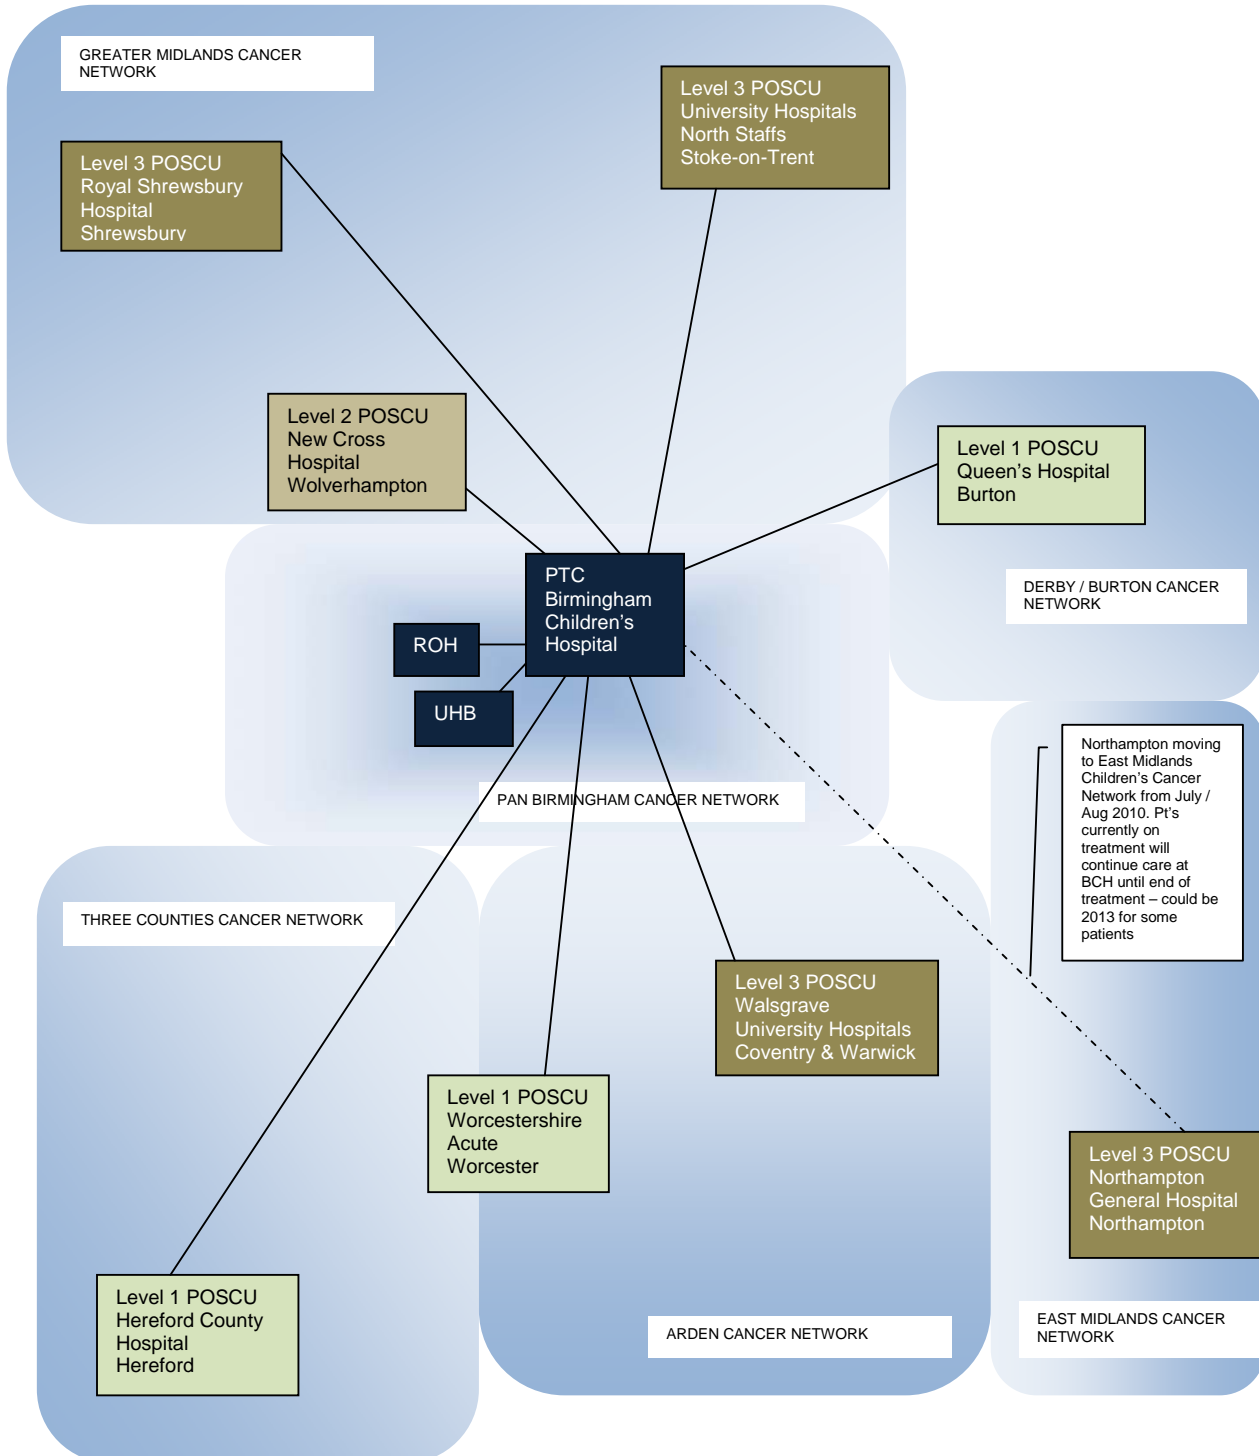 GREATER MIDLANDS CANCER
NETWORK
Level 3 POSCU
University Hospitals
North Staffs
Stoke-on-Trent
Level 3 POSCU
Royal Shrewsbury
Hospital
Shrewsbury
Level 2 POSCU
New Cross
Hospital
Wolverhampton
Level 1 POSCU
Queen’s Hospital
Burton
DERBY / BURTON CANCER
NETWORK
PTC
Birmingham
Children’s
Hospital
ROH
UHB
PAN BIRMINGHAM CANCER NETWORK
Northampton moving
to East Midlands
Children’s Cancer
Network from July /
Aug 2010. Pt’s
currently on
treatment will
continue care at
BCH until end of
treatment – could be
2013 for some
patients
THREE COUNTIES CANCER NETWORK
Level 3 POSCU
Walsgrave
University Hospitals
Coventry & Warwick
Level 1 POSCU
Worcestershire
Acute
Worcester
Level 3 POSCU
Northampton
General Hospital
Northampton
Level 1 POSCU
Hereford County
Hospital
Hereford
ARDEN CANCER NETWORK
EAST MIDLANDS CANCER
NETWORK